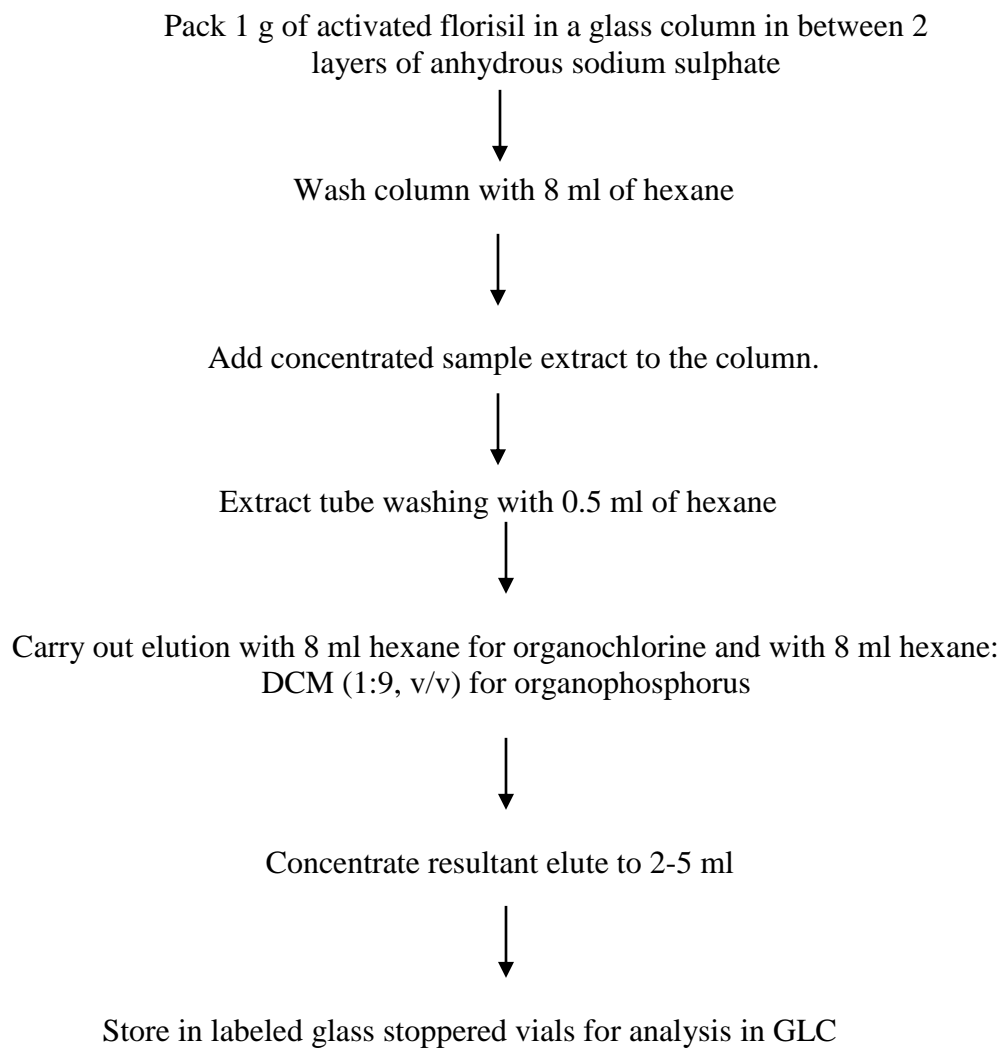 Pack 1 g of activated florisil in a glass column in between 2
layers of anhydrous sodium sulphate
Wash column with 8 ml of hexane
Add concentrated sample extract to the column.
Extract tube washing with 0.5 ml of hexane
Carry out elution with 8 ml hexane for organochlorine and with 8 ml hexane:
DCM (1:9, v/v) for organophosphorus
Concentrate resultant elute to 2-5 ml
Store in labeled glass stoppered vials for analysis in GLC